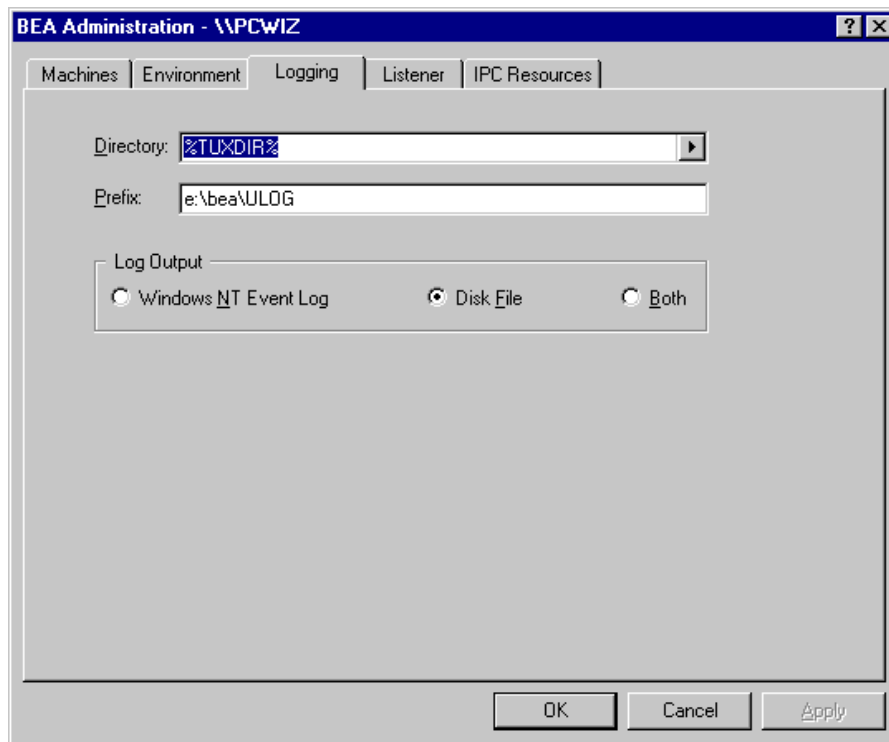 BEA Administration - \\PCWIZ
Machines Environment Logging Listener IPC Resources
Directory: %TUXDIR%
Prefix: e:\bea\ULOG
Log Output
Windows NT Event Log Disk File Both
OK Cancel Apply